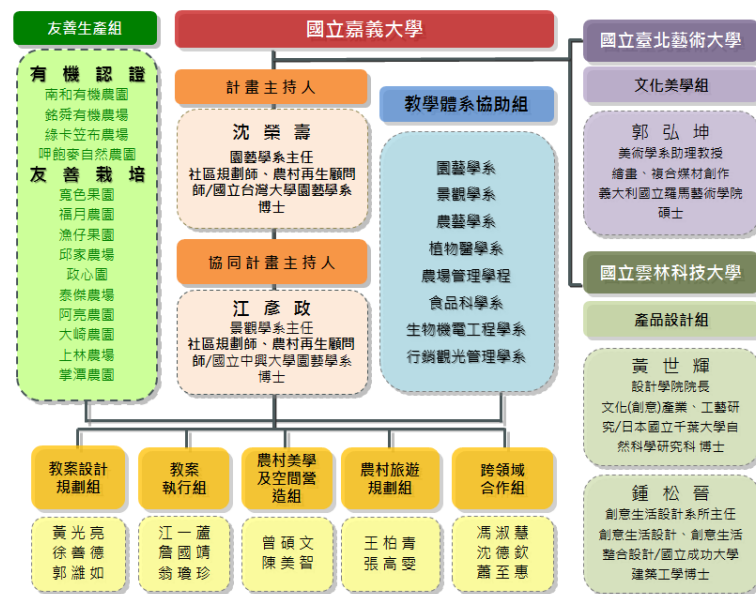 友善生產組
有機認證
南和有機農園
銘舜有機農場
綠卡笠布農場
呷飽麥自然農園
友善栽培
寬色果園
福月農園
漁仔果園
邱家農場
政心園
泰傑農場
阿亮農園
大崎農園
上林農場
掌潭農園
國立嘉義大學
計畫主持人
沈榮壽
園藝學系主任
社區規劃師、農村再生顧問
師/國立台灣大學園藝學系
博士
協同計畫主持人
江彥政
景觀學系主任
社區規劃師、農村再生顧問
師/國立中興大學園藝學系
博士
教學體系協助組
園藝學系
景觀學系
農藝學系
植物醫學系
農場管理學程
食品科學系
生物機電工程學系
行銷觀光管理學系
國立臺北藝術大學
文化美學組
郭弘坤
美術學系助理教授
繪畫、複合媒材創作
義大利國立羅馬藝術學院
碩士
國立雲林科技大學
產品設計組
黃世輝
設計學院院長
文化(創意)產業、工藝研
究/日本國立千葉大學自
然科學研究科 博士
鍾松晉
創意生活設計系所主任
創意生活設計、創意生活
整合設計/國立成功大學
建築工學博士
教案設計
規劃組
黃光亮
徐善德
郭濰如
教案
執行組
江一蘆
詹國靖
翁瓊珍
農村美學
及空間營
造組
曾碩文
陳美智
農村旅遊
規劃組
王柏青
張高雯
跨領域
合作組
馮淑慧
沈德欽
蕭至惠